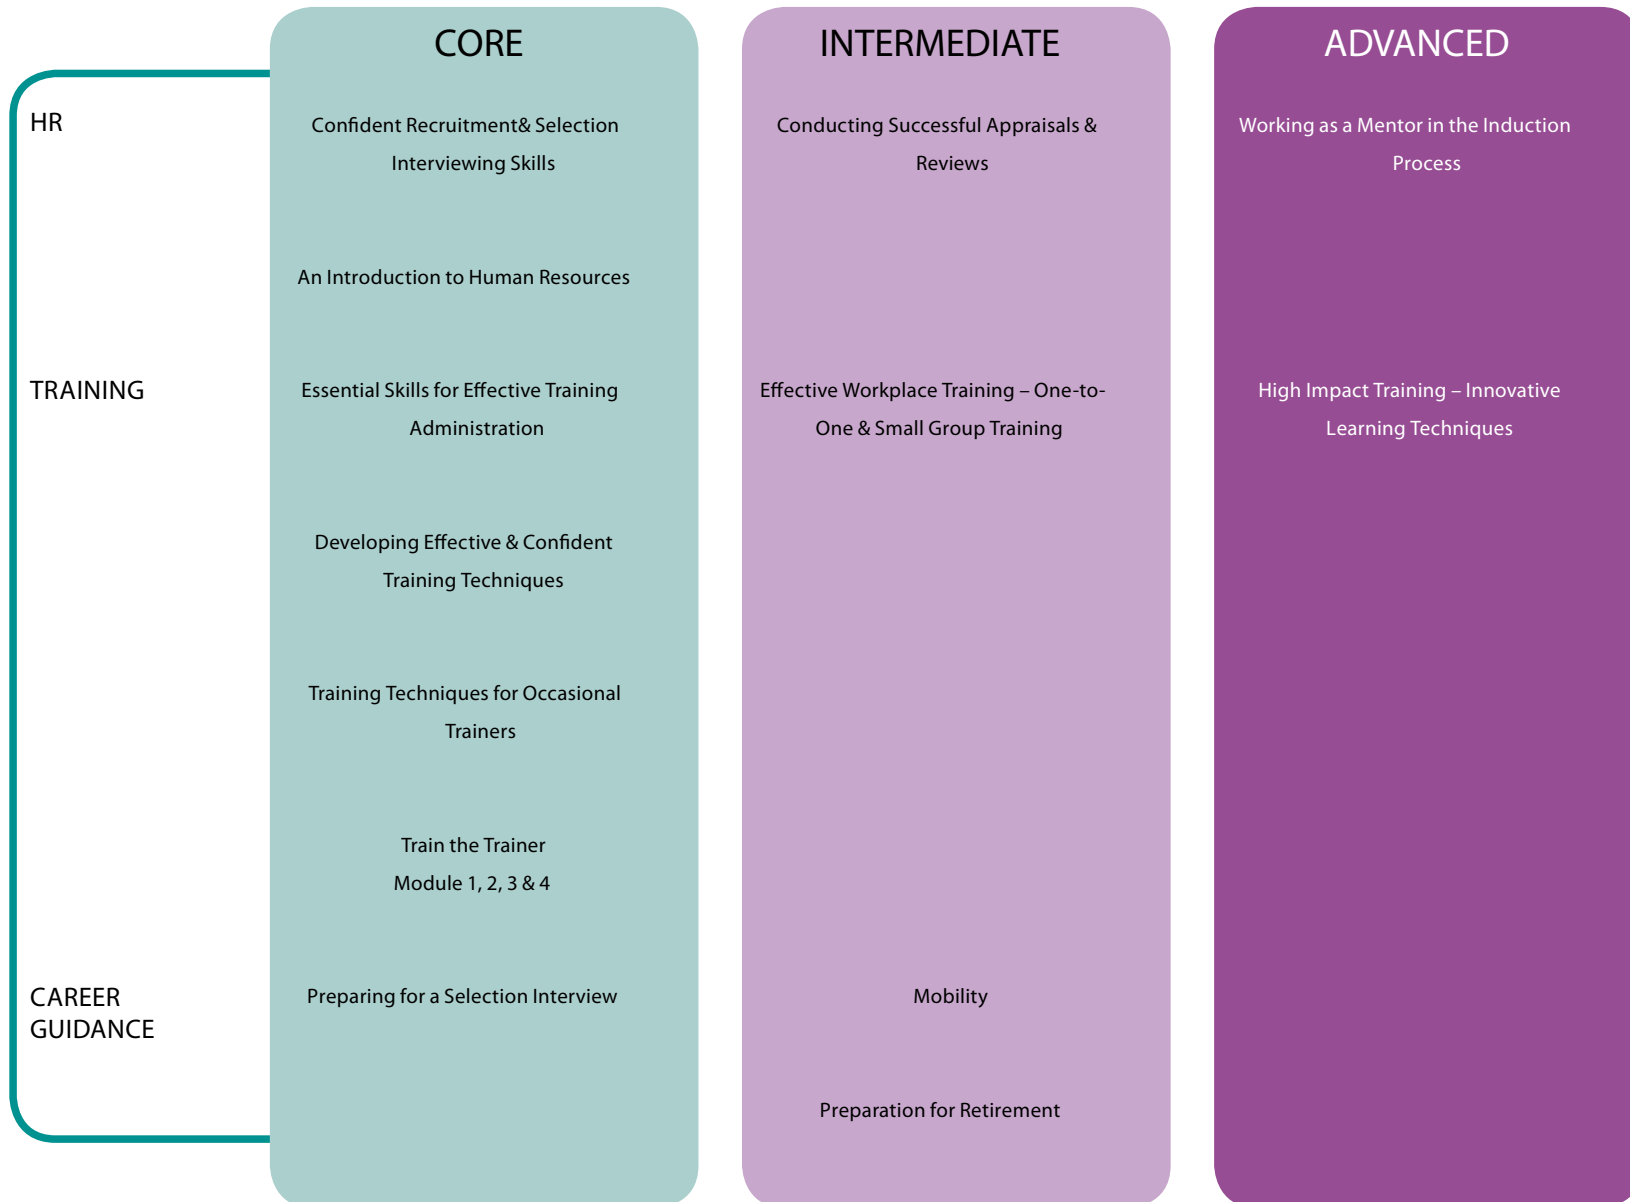 CORE
INTERMEDIATE
ADVANCED
HR
Confident Recruitment& Selection
Interviewing Skills
Conducting Successful Appraisals &
Reviews
Working as a Mentor in the Induction
Process
An Introduction to Human Resources
TRAINING
Essential Skills for Effective Training
Administration
Effective Workplace Training – One-to-
One & Small Group Training
High Impact Training – Innovative
Learning Techniques
Developing Effective & Confident
Training Techniques
Training Techniques for Occasional
Trainers
Train the Trainer
Module 1, 2, 3 & 4
CAREER
GUIDANCE
Preparing for a Selection Interview
Mobility
Preparation for Retirement